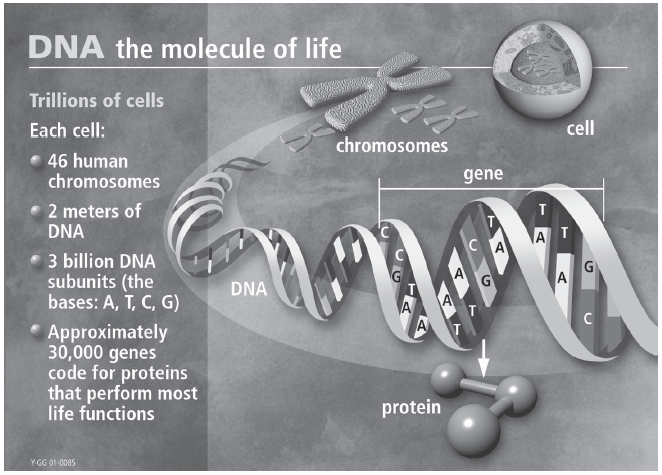 DNA the molecule of life
Trillions of cells
Each cell:
46 human
chromosomes
2 meters of
DNA
3 billion DNA
subunits (the
bases: A, T, C, G)
Approximately
30,000 genes
code for proteins
that perform most
life functions
chromosomes
cell
gene
DNA
C
C
G
T
A
A
A
A
T
T
C
G
T
A
T
A
T
A
G
C
protein
Y-GG 01-0085